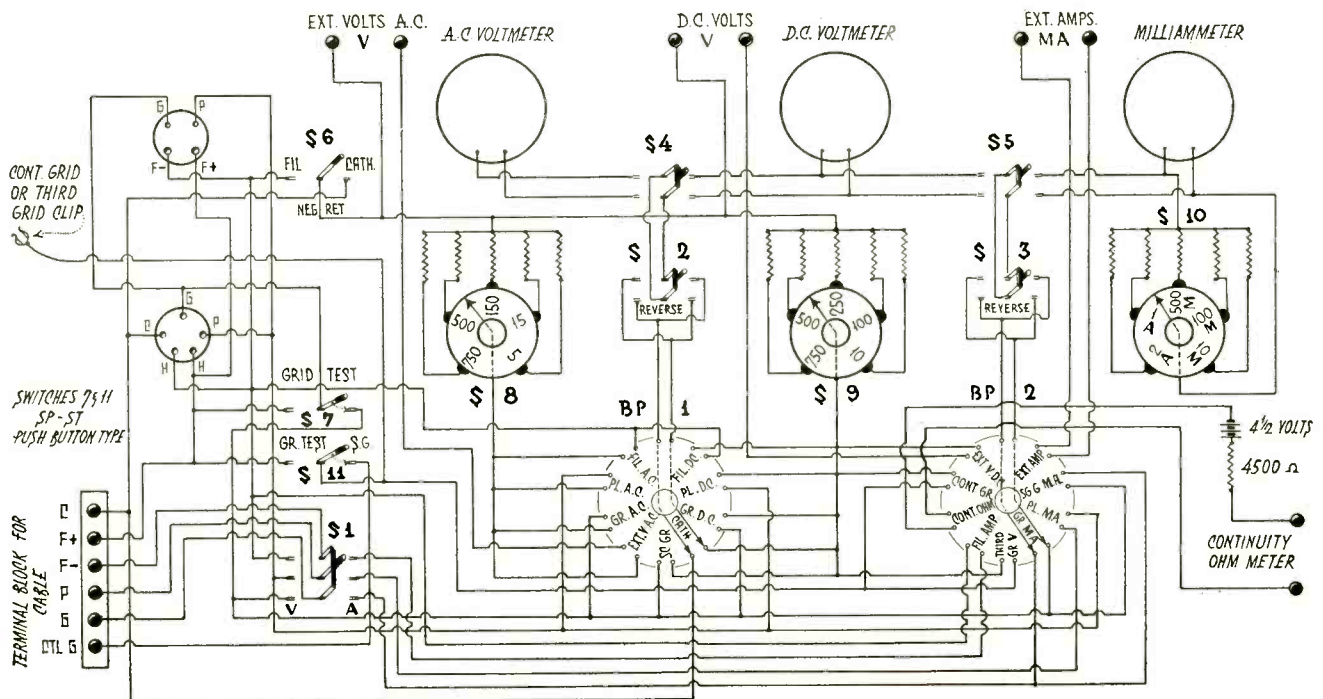 EXT. VOLTS A.C.
V
A.C VOLTMETER
D.C. VOLTS
V
D.C. VOLTMETER
EXT. AMPS.
MA
MILLIAMMETER
G P
F- F+
S6
FIL CATH.
NEG RET
S4
S5
CONT. GRID
OR THIRD
GRID CLIP
S 2
REVERSE
S 3
REVERSE
S 10
G
C P
H H
750 500 150 15 5
S 8
750 500 250 100 10
S 9
2 A 1 A 500 M 100 M 10 M
SWITCHES 7 & 11
SP-ST
PUSH BUTTON TYPE
GRID TEST
S 7
GR. TEST S.G.
S 11
BP 1
BP 2
4½ VOLTS
4500 Ω
CONTINUITY
OHM METER
FIL. A.C.
PL. A.C.
GR. A.C
EXT.V.A.C
SC GR
CATH
GR. D.C.
PL. D.C.
FIL. D.C.
EXT V.DC
CONT GR.
CONT.OHM
FIL. AMP
THIRD
GR V
GR MA
PL. MA
SG G M.A.
EXT. AMP
TERMINAL BLOCK FOR
CABLE
C
F+
F-
P
G
CTL G
S1
V A